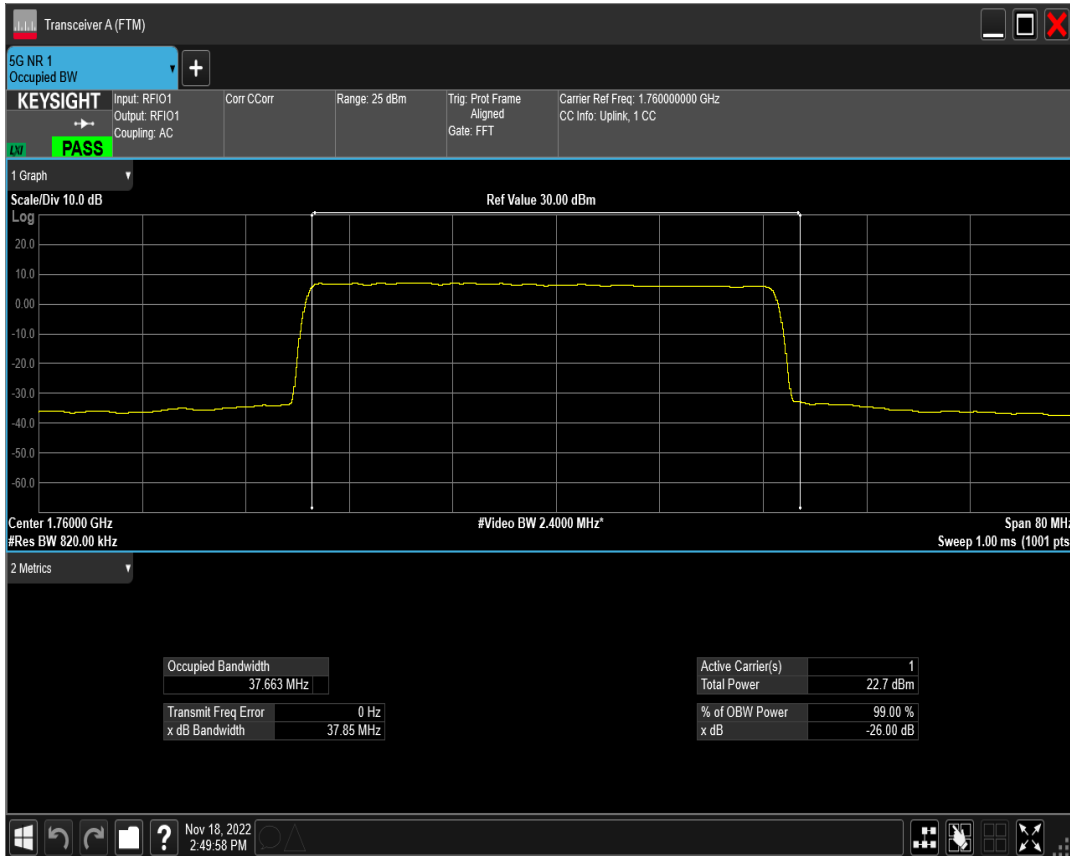 Transceiver A (FTM)
5G NR 1
Occupied BW
+
KEYSIGHT
LXI
PASS
Input: RFIO1
Output: RFIO1
Coupling: AC
Corr CCorr
Range: 25 dBm
Trig: Prot Frame
Aligned
Gate: FFT
Carrier Ref Freq: 1.760000000 GHz
CC Info: Uplink, 1 CC
1 Graph
Scale/Div 10.0 dB
Ref Value 30.00 dBm
Log
20.0
10.0
0.00
-10.0
-20.0
-30.0
-40.0
-50.0
-60.0
Center 1.76000 GHz
#Video BW 2.4000 MHz*
Span 80 MHz
#Res BW 820.00 kHz
Sweep 1.00 ms (1001 pts
2 Metrics
Occupied Bandwidth
37.663 MHz
Transmit Freq Error 0 Hz
x dB Bandwidth 37.85 MHz
Active Carrier(s) 1
Total Power 22.7 dBm
% of OBW Power 99.00 %
x dB -26.00 dB
?
Nov 18, 2022
2:49:58 PM